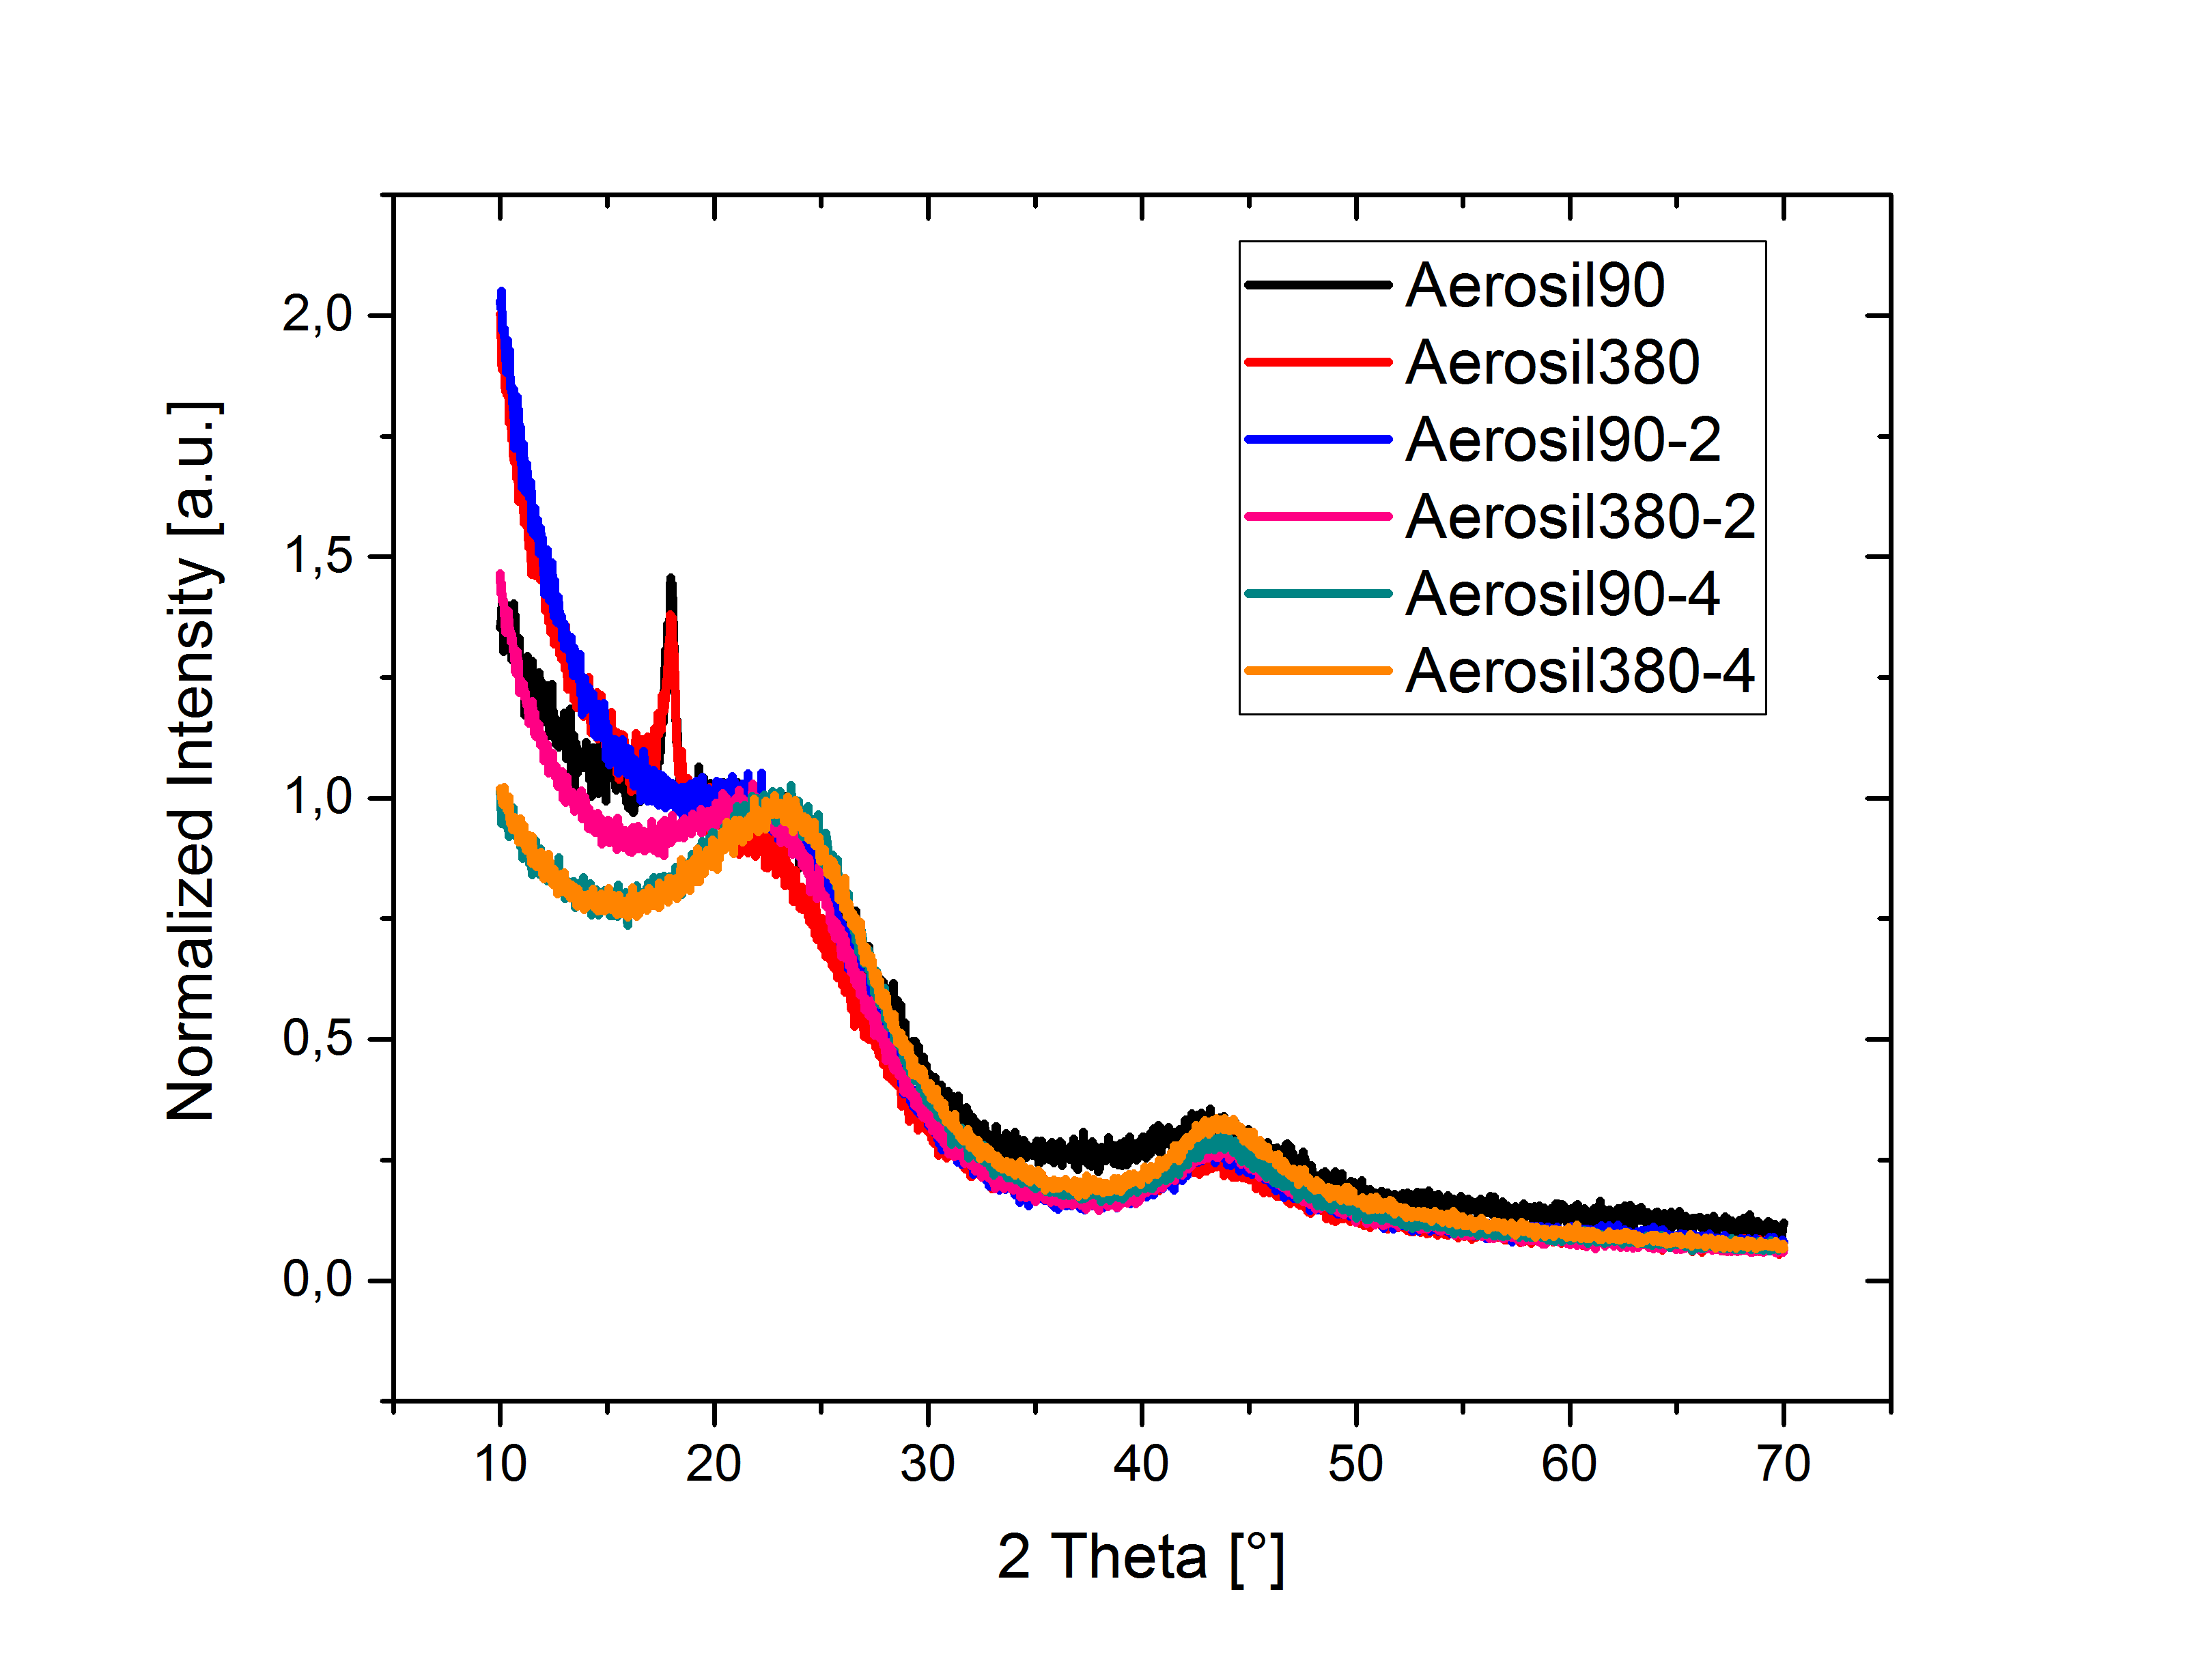 Aerosil90
Aerosil380
Aerosil90-2
Aerosil380-2
Aerosil90-4
Aerosil380-4
Normalized Intensity [a.u.]
2,0
1,5
1,0
0,5
0,0
10 20 30 40 50 60 70
2 Theta [°]